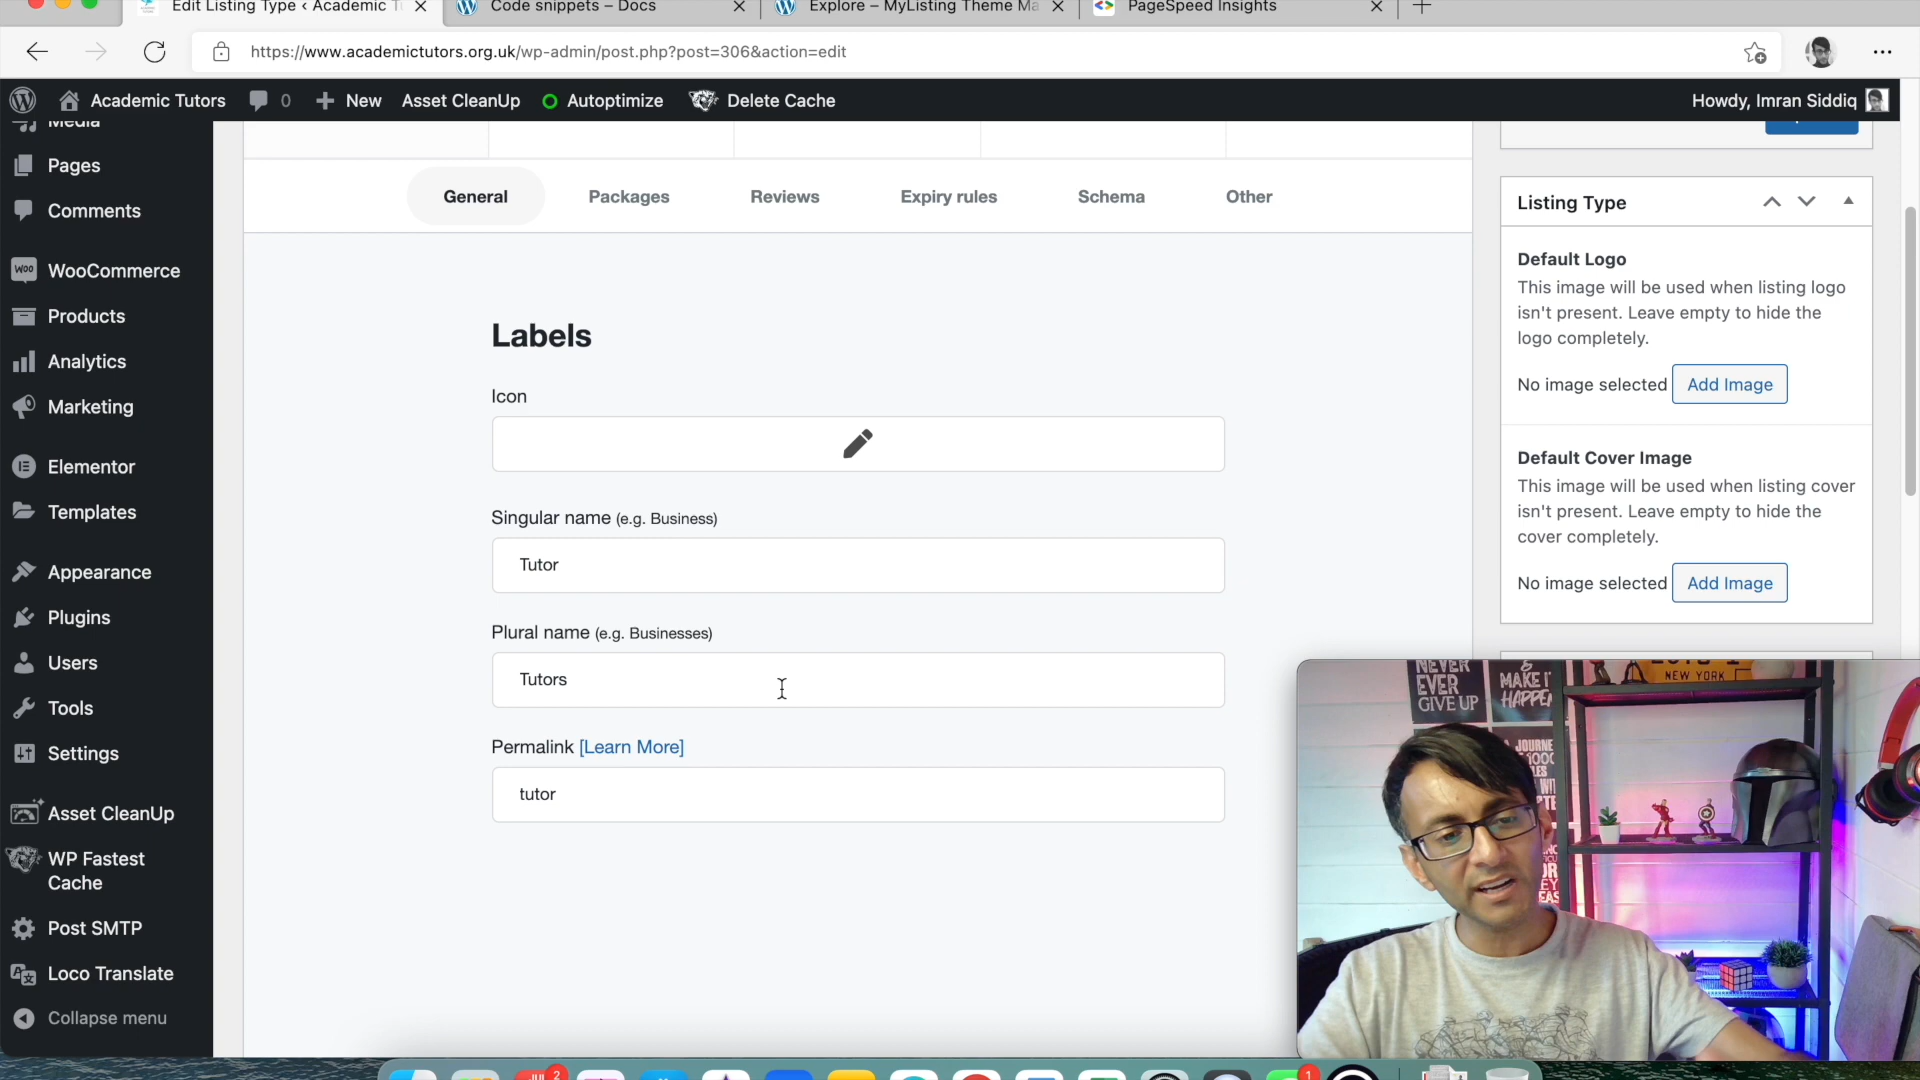 Edit Listing Type ‹ Academic T
Code snippets – Docs
Explore – MyListing Theme Ma
PageSpeed Insights
https://www.academictutors.org.uk/wp-admin/post.php?post=306&action=edit
Academic Tutors
0
New
Asset CleanUp
Autoptimize
Delete Cache
Howdy, Imran Siddiq
Media
Pages
Comments
WooCommerce
Products
Analytics
Marketing
Elementor
Templates
Appearance
Plugins
Users
Tools
Settings
Asset CleanUp
WP Fastest
Cache
Post SMTP
Loco Translate
Collapse menu
General
Packages
Reviews
Expiry rules
Schema
Other
Labels
Icon
Singular name (e.g. Business)
Tutor
Plural name (e.g. Businesses)
Tutors
Permalink [Learn More]
tutor
Listing Type
Default Logo
This image will be used when listing logo
isn't present. Leave empty to hide the
logo completely.
No image selected
Add Image
Default Cover Image
This image will be used when listing cover
isn't present. Leave empty to hide the
cover completely.
No image selected
Add Image
NEVER
EVER
GIVE UP
&
MAKE IT
HAPPEN
NEW YORK
JOURNE
1000
WIT
2
1